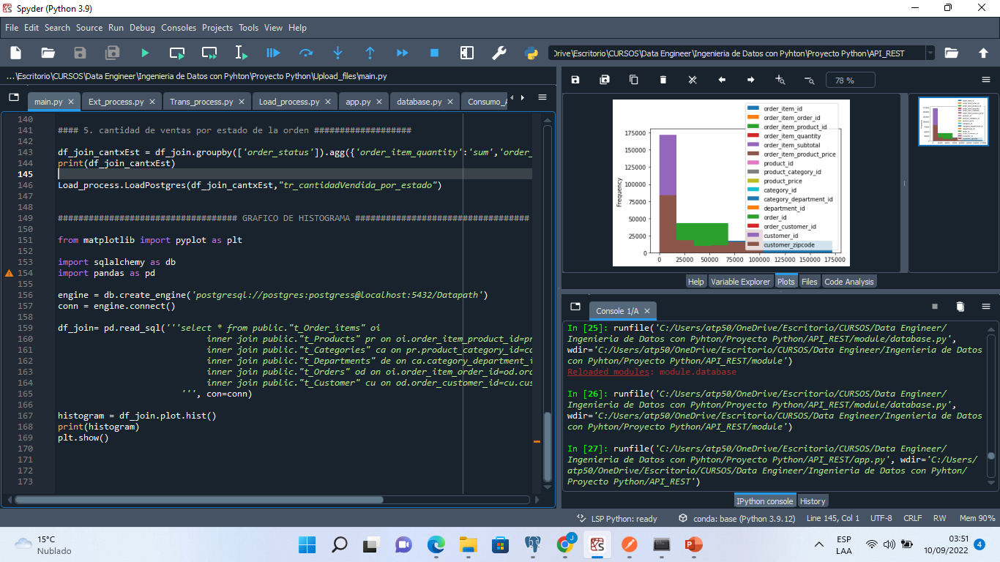 Spyder (Python 3.9)
File Edit Search Source Run Debug Consoles Projects Tools View Help
Drive\Escritorio\CURSOS\Data Engineer\Ingenieria de Datos con Pyhton\Proyecto Python\API_REST
...\Escritorio\CURSOS\Data Engineer\Ingenieria de Datos con Pyhton\Proyecto Python\Upload_files\main.py
main.py Ext_process.py Trans_process.py Load_process.py app.py database.py Consumo_A
140
141 #### 5. cantidad de ventas por estado de la orden ###################
142
143 df_join_cantxEst = df_join.groupby(['order_status']).agg({'order_item_quantity':'sum','order_
144 print(df_join_cantxEst)
145
146 Load_process.LoadPostgres(df_join_cantxEst,"tr_cantidadVendida_por_estado")
147
148
149 ################################### GRAFICO DE HISTOGRAMA ##################################
150
151 from matplotlib import pyplot as plt
152
153 import sqlalchemy as db
154 import pandas as pd
155
156 engine = db.create_engine('postgresql://postgres:postgress@localhost:5432/Datapath')
157 conn = engine.connect()
158
159 df_join= pd.read_sql('''select * from public."t_Order_items" oi
160 inner join public."t_Products" pr on oi.order_item_product_id=pr
161 inner join public."t_Categories" ca on pr.product_category_id=ca
162 inner join public."t_Departments" de on ca.category_department_i
163 inner join public."t_Orders" od on oi.order_item_order_id=od.ord
164 inner join public."t_Customer" cu on od.order_customer_id=cu.cus
165 ''', con=conn)
166
167 histogram = df_join.plot.hist()
168 print(histogram)
169 plt.show()
170
171
172
173
78 %
Frequency
175000
150000
125000
100000
75000
50000
25000
0
0 25000 50000 75000 100000 125000 150000 175000
order_item_id
order_item_order_id
order_item_product_id
order_item_quantity
order_item_subtotal
order_item_product_price
product_id
product_category_id
product_price
category_id
category_department_id
department_id
order_id
order_customer_id
customer_id
customer_zipcode
Help Variable Explorer Plots Files Code Analysis
Console 1/A
In [25]: runfile('C:/Users/atp50/OneDrive/Escritorio/CURSOS/Data Engineer/
Ingenieria de Datos con Pyhton/Proyecto Python/API_REST/module/database.py',
wdir='C:/Users/atp50/OneDrive/Escritorio/CURSOS/Data Engineer/Ingenieria de Datos
con Pyhton/Proyecto Python/API_REST/module')
Reloaded modules: module.database
In [26]: runfile('C:/Users/atp50/OneDrive/Escritorio/CURSOS/Data Engineer/
Ingenieria de Datos con Pyhton/Proyecto Python/API_REST/module/database.py',
wdir='C:/Users/atp50/OneDrive/Escritorio/CURSOS/Data Engineer/Ingenieria de Datos
con Pyhton/Proyecto Python/API_REST/module')
In [27]: runfile('C:/Users/atp50/OneDrive/Escritorio/CURSOS/Data Engineer/
Ingenieria de Datos con Pyhton/Proyecto Python/API_REST/app.py', wdir='C:/Users/
atp50/OneDrive/Escritorio/CURSOS/Data Engineer/Ingenieria de Datos con Pyhton/
Proyecto Python/API_REST')
IPython console History
LSP Python: ready conda: base (Python 3.9.12) Line 145, Col 1 UTF-8 CRLF RW Mem 90%
15°C
Nublado
J
ESP
LAA
03:51
10/09/2022
4